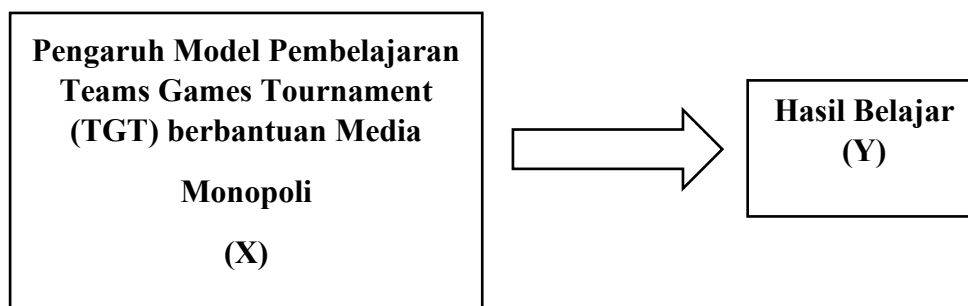 Pengaruh Model Pembelajaran
Teams Games Tournament
(TGT) berbantuan Media
Monopoli
(X)
Hasil Belajar
(Y)